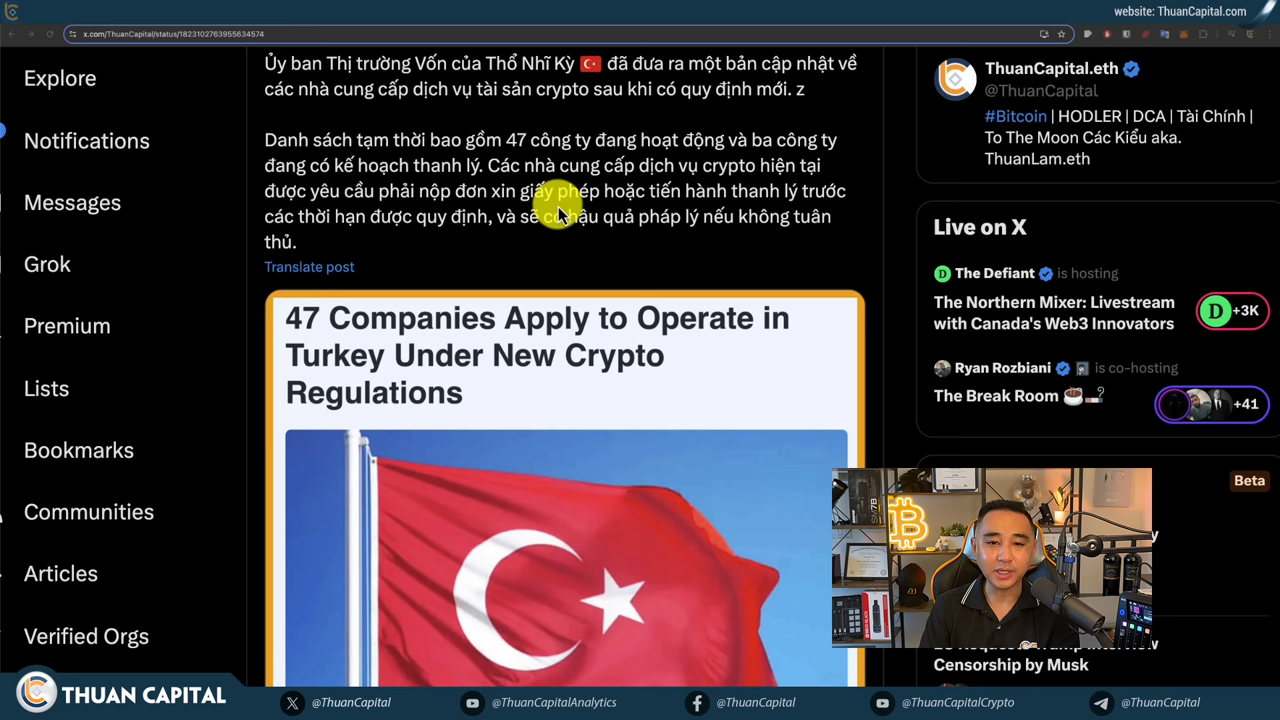 website: ThuanCapital.com
x.com/ThuanCapital/status/1823102763955634574
Explore
Notifications
Messages
Grok
Premium
Lists
Bookmarks
Communities
Articles
Verified Orgs
Ủy ban Thị trường Vốn của Thổ Nhĩ Kỳ 🇹🇷 đã đưa ra một bản cập nhật về
các nhà cung cấp dịch vụ tài sản crypto sau khi có quy định mới. z
Danh sách tạm thời bao gồm 47 công ty đang hoạt động và ba công ty
đang có kế hoạch thanh lý. Các nhà cung cấp dịch vụ crypto hiện tại
được yêu cầu phải nộp đơn xin giấy phép hoặc tiến hành thanh lý trước
các thời hạn được quy định, và sẽ có hậu quả pháp lý nếu không tuân
thủ.
Translate post
47 Companies Apply to Operate in
Turkey Under New Crypto
Regulations
ThuanCapital.eth
@ThuanCapital
#Bitcoin | HODLER | DCA | Tài Chính |
To The Moon Các Kiểu aka.
ThuanLam.eth
Live on X
D The Defiant is hosting
The Northern Mixer: Livestream
with Canada's Web3 Innovators
D +3K
Ryan Rozbiani is co-hosting
The Break Room ☕🚬
+41
Beta
Censorship by Musk
SM7B
THUAN CAPITAL
@ThuanCapital
@ThuanCapitalAnalytics
@ThuanCapital
@ThuanCapitalCrypto
@ThuanCapital